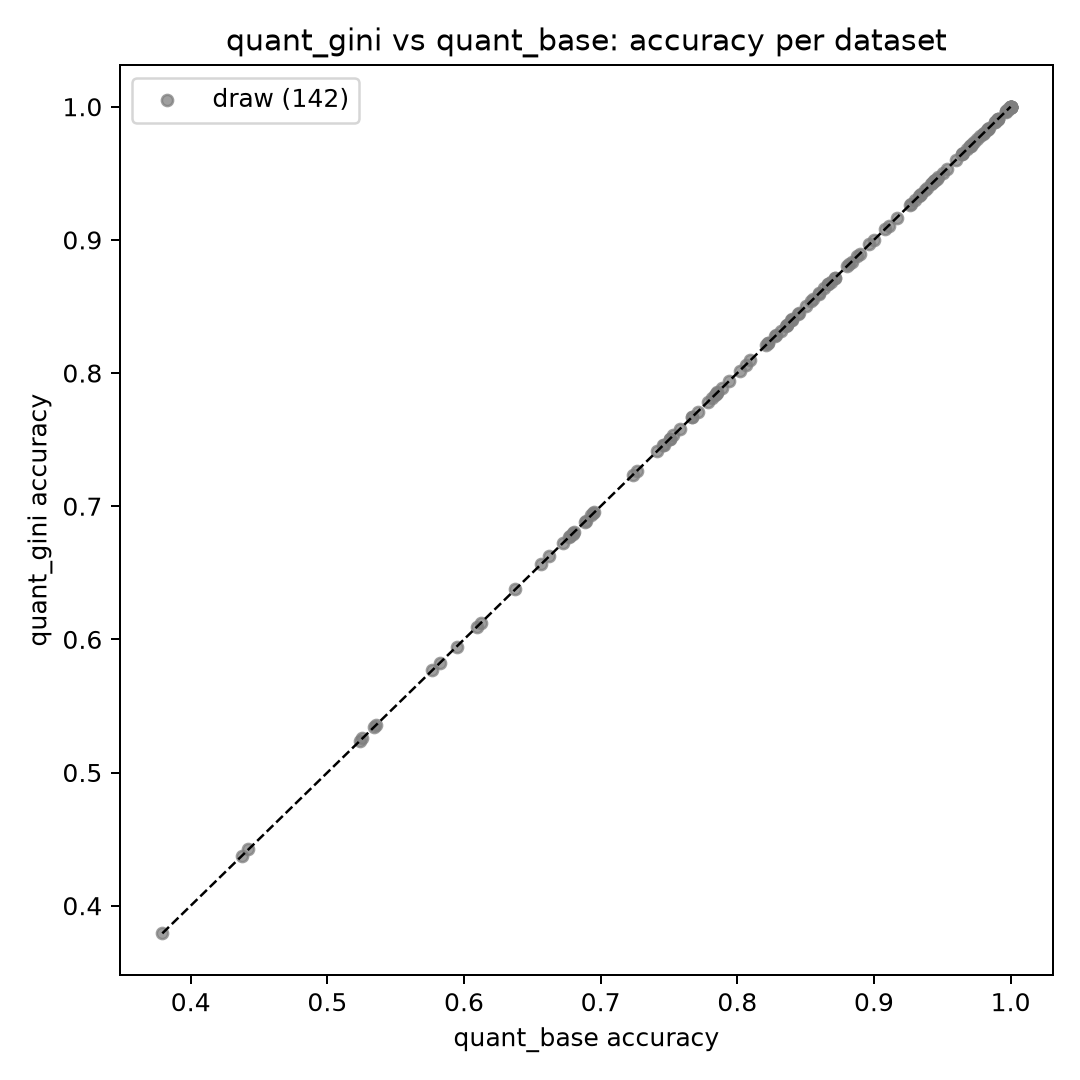 quant_gini vs quant_base: accuracy per dataset
draw (142)
1.0
0.9
0.8
0.7
0.6
0.5
0.4
quant_gini accuracy
0.4 0.5 0.6 0.7 0.8 0.9 1.0
quant_base accuracy